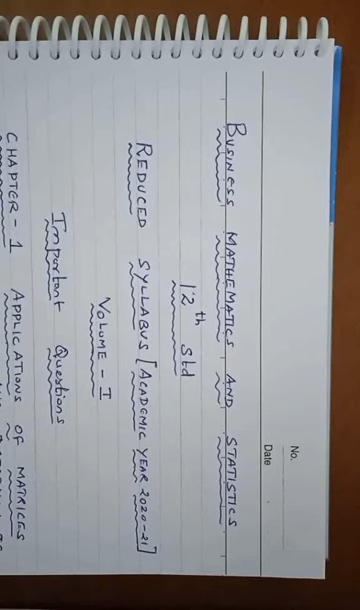 No.
Date
BUSINESS MATHEMATICS AND STATISTICS
12th Std
REDUCED SYLLABUS [ACADEMIC YEAR 2020-21]
VOLUME - I
Important Questions
CHAPTER - 1 APPLICATIONS OF MATRICES